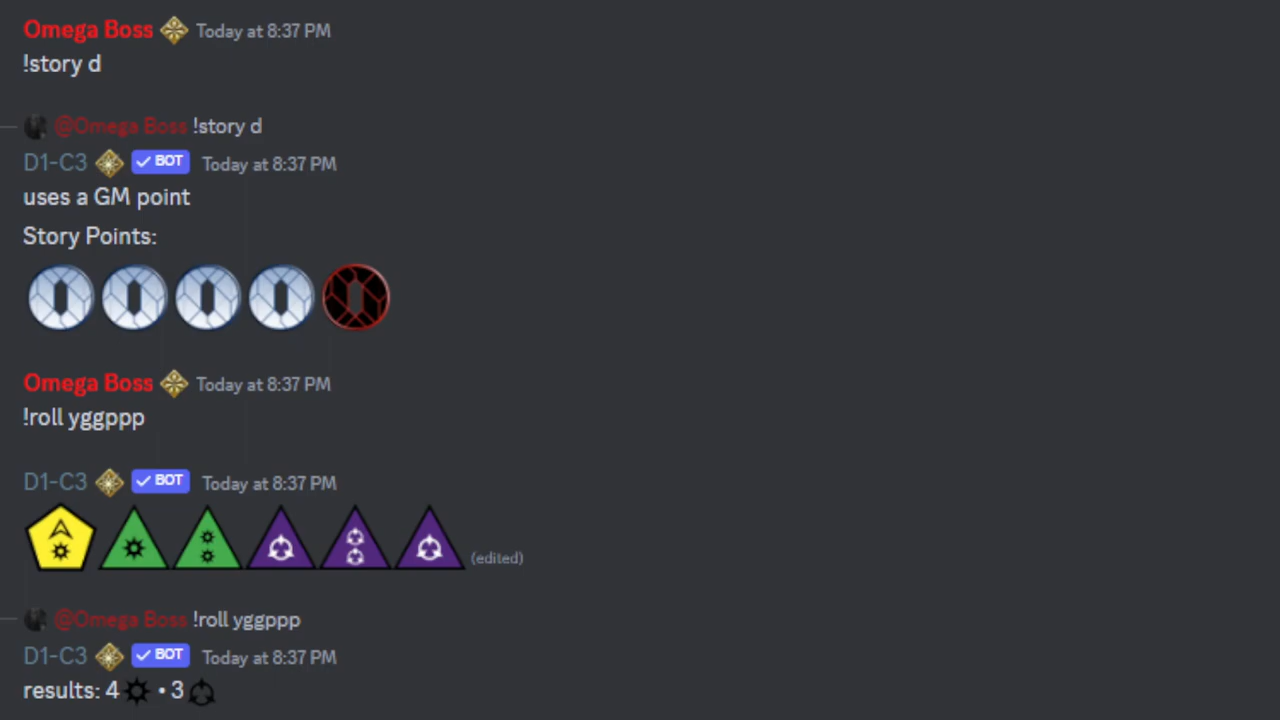 Omega Boss Today at 8:37 PM
!story d
@Omega Boss !story d
D1-C3 BOT Today at 8:37 PM
uses a GM point
Story Points:
Omega Boss Today at 8:37 PM
!roll yggppp
D1-C3 BOT Today at 8:37 PM
(edited)
@Omega Boss !roll yggppp
D1-C3 BOT Today at 8:37 PM
results: 4 • 3